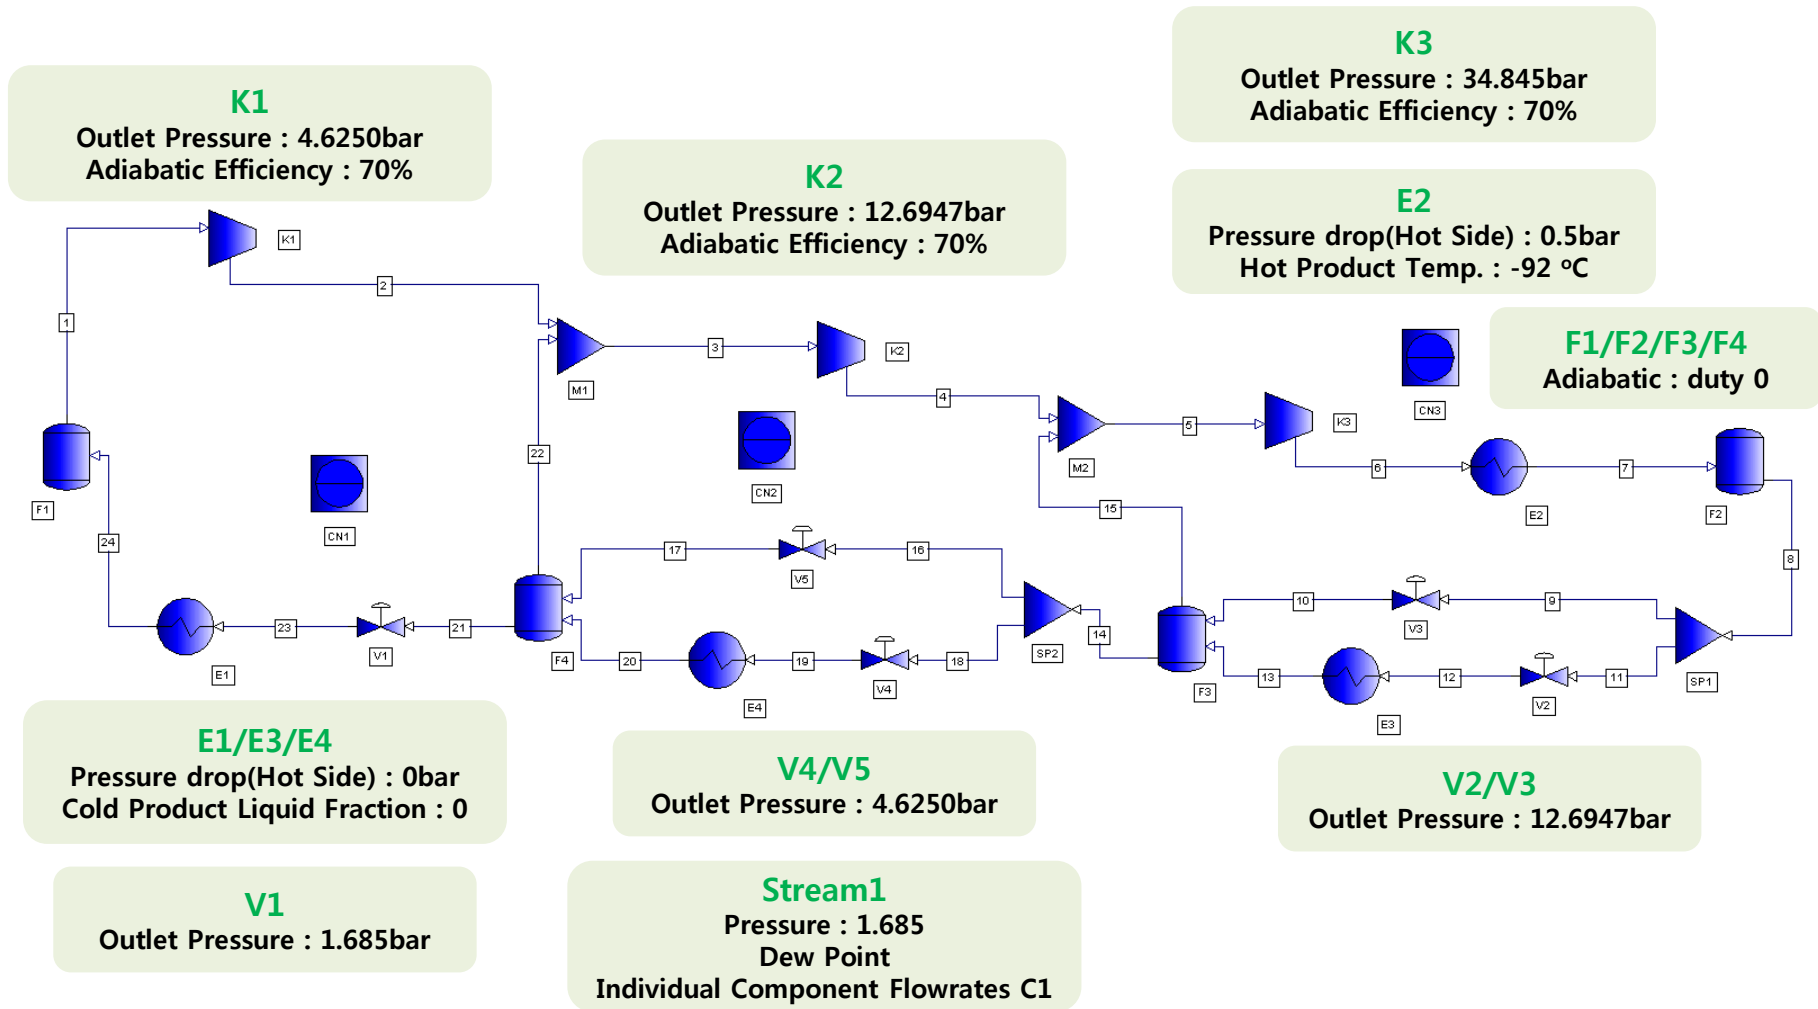 K3
Outlet Pressure : 34.845bar
Adiabatic Efficiency : 70%
K1
Outlet Pressure : 4.6250bar
Adiabatic Efficiency : 70%
K2
Outlet Pressure : 12.6947bar
Adiabatic Efficiency : 70%
E2
Pressure drop(Hot Side) : 0.5bar
Hot Product Temp. : -92 ºC
F1/F2/F3/F4
Adiabatic : duty 0
K1
2
1
M1
3
K2
4
M2
5
K3
CN3
6
E2
7
F2
F1
24
CN1
22
CN2
15
17
V5
16
10
V3
9
8
E1
23
V1
21
F4
20
E4
19
V4
18
SP2
14
F3
13
E3
12
V2
11
SP1
E1/E3/E4
Pressure drop(Hot Side) : 0bar
Cold Product Liquid Fraction : 0
V4/V5
Outlet Pressure : 4.6250bar
V2/V3
Outlet Pressure : 12.6947bar
V1
Outlet Pressure : 1.685bar
Stream1
Pressure : 1.685
Dew Point
Individual Component Flowrates C1